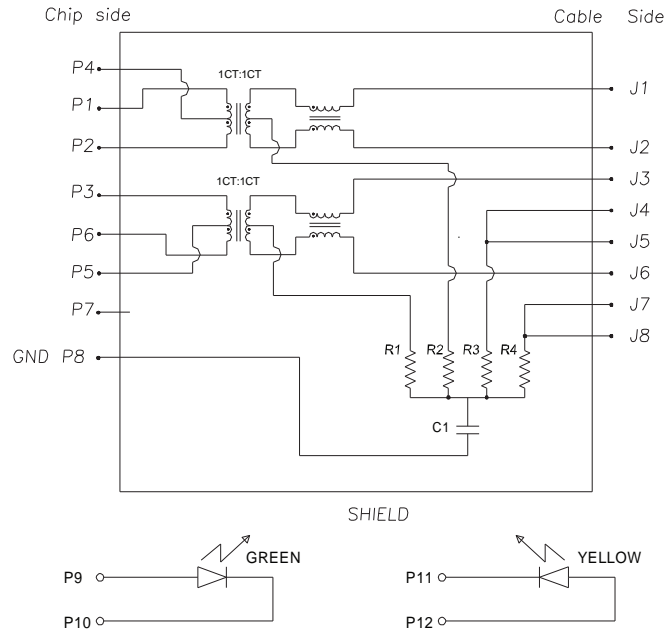 Chip side
Cable Side
P4
1CT:1CT
P1
J1
P2
J2
P3
1CT:1CT
J3
J4
P6
J5
P5
J6
P7
J7
J8
GND P8
R1 R2 R3 R4
C1
SHIELD
GREEN
YELLOW
P9
P11
P10
P12